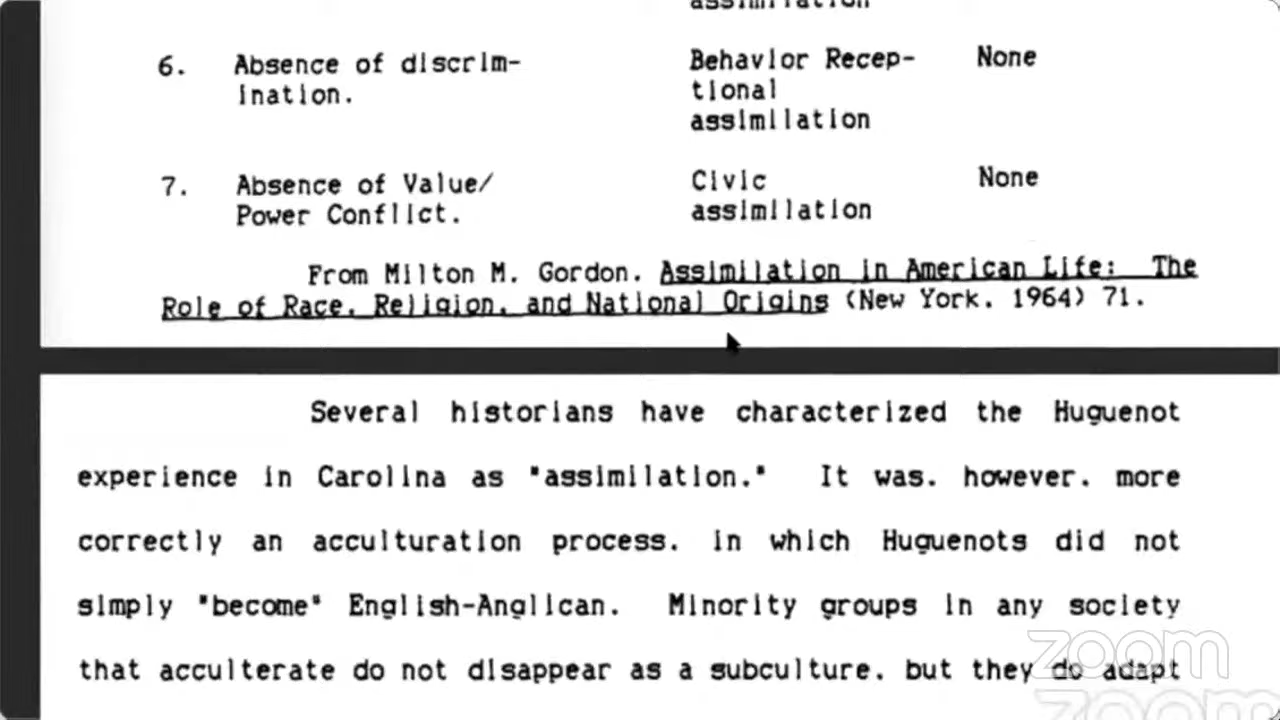 assimilation
6. Absence of discrim- Behavior Recep- None
ination. tional
assimilation
7. Absence of Value/ Civic None
Power Conflict. assimilation
From Milton M. Gordon. Assimilation in American Life: The
Role of Race, Religion, and National Origins (New York. 1964) 71.
Several historians have characterized the Huguenot
experience in Carolina as "assimilation." It was. however. more
correctly an acculturation process. in which Huguenots did not
simply "become" English-Anglican. Minority groups in any society
that acculterate do not disappear as a subculture. but they do adapt
zoom
zoom